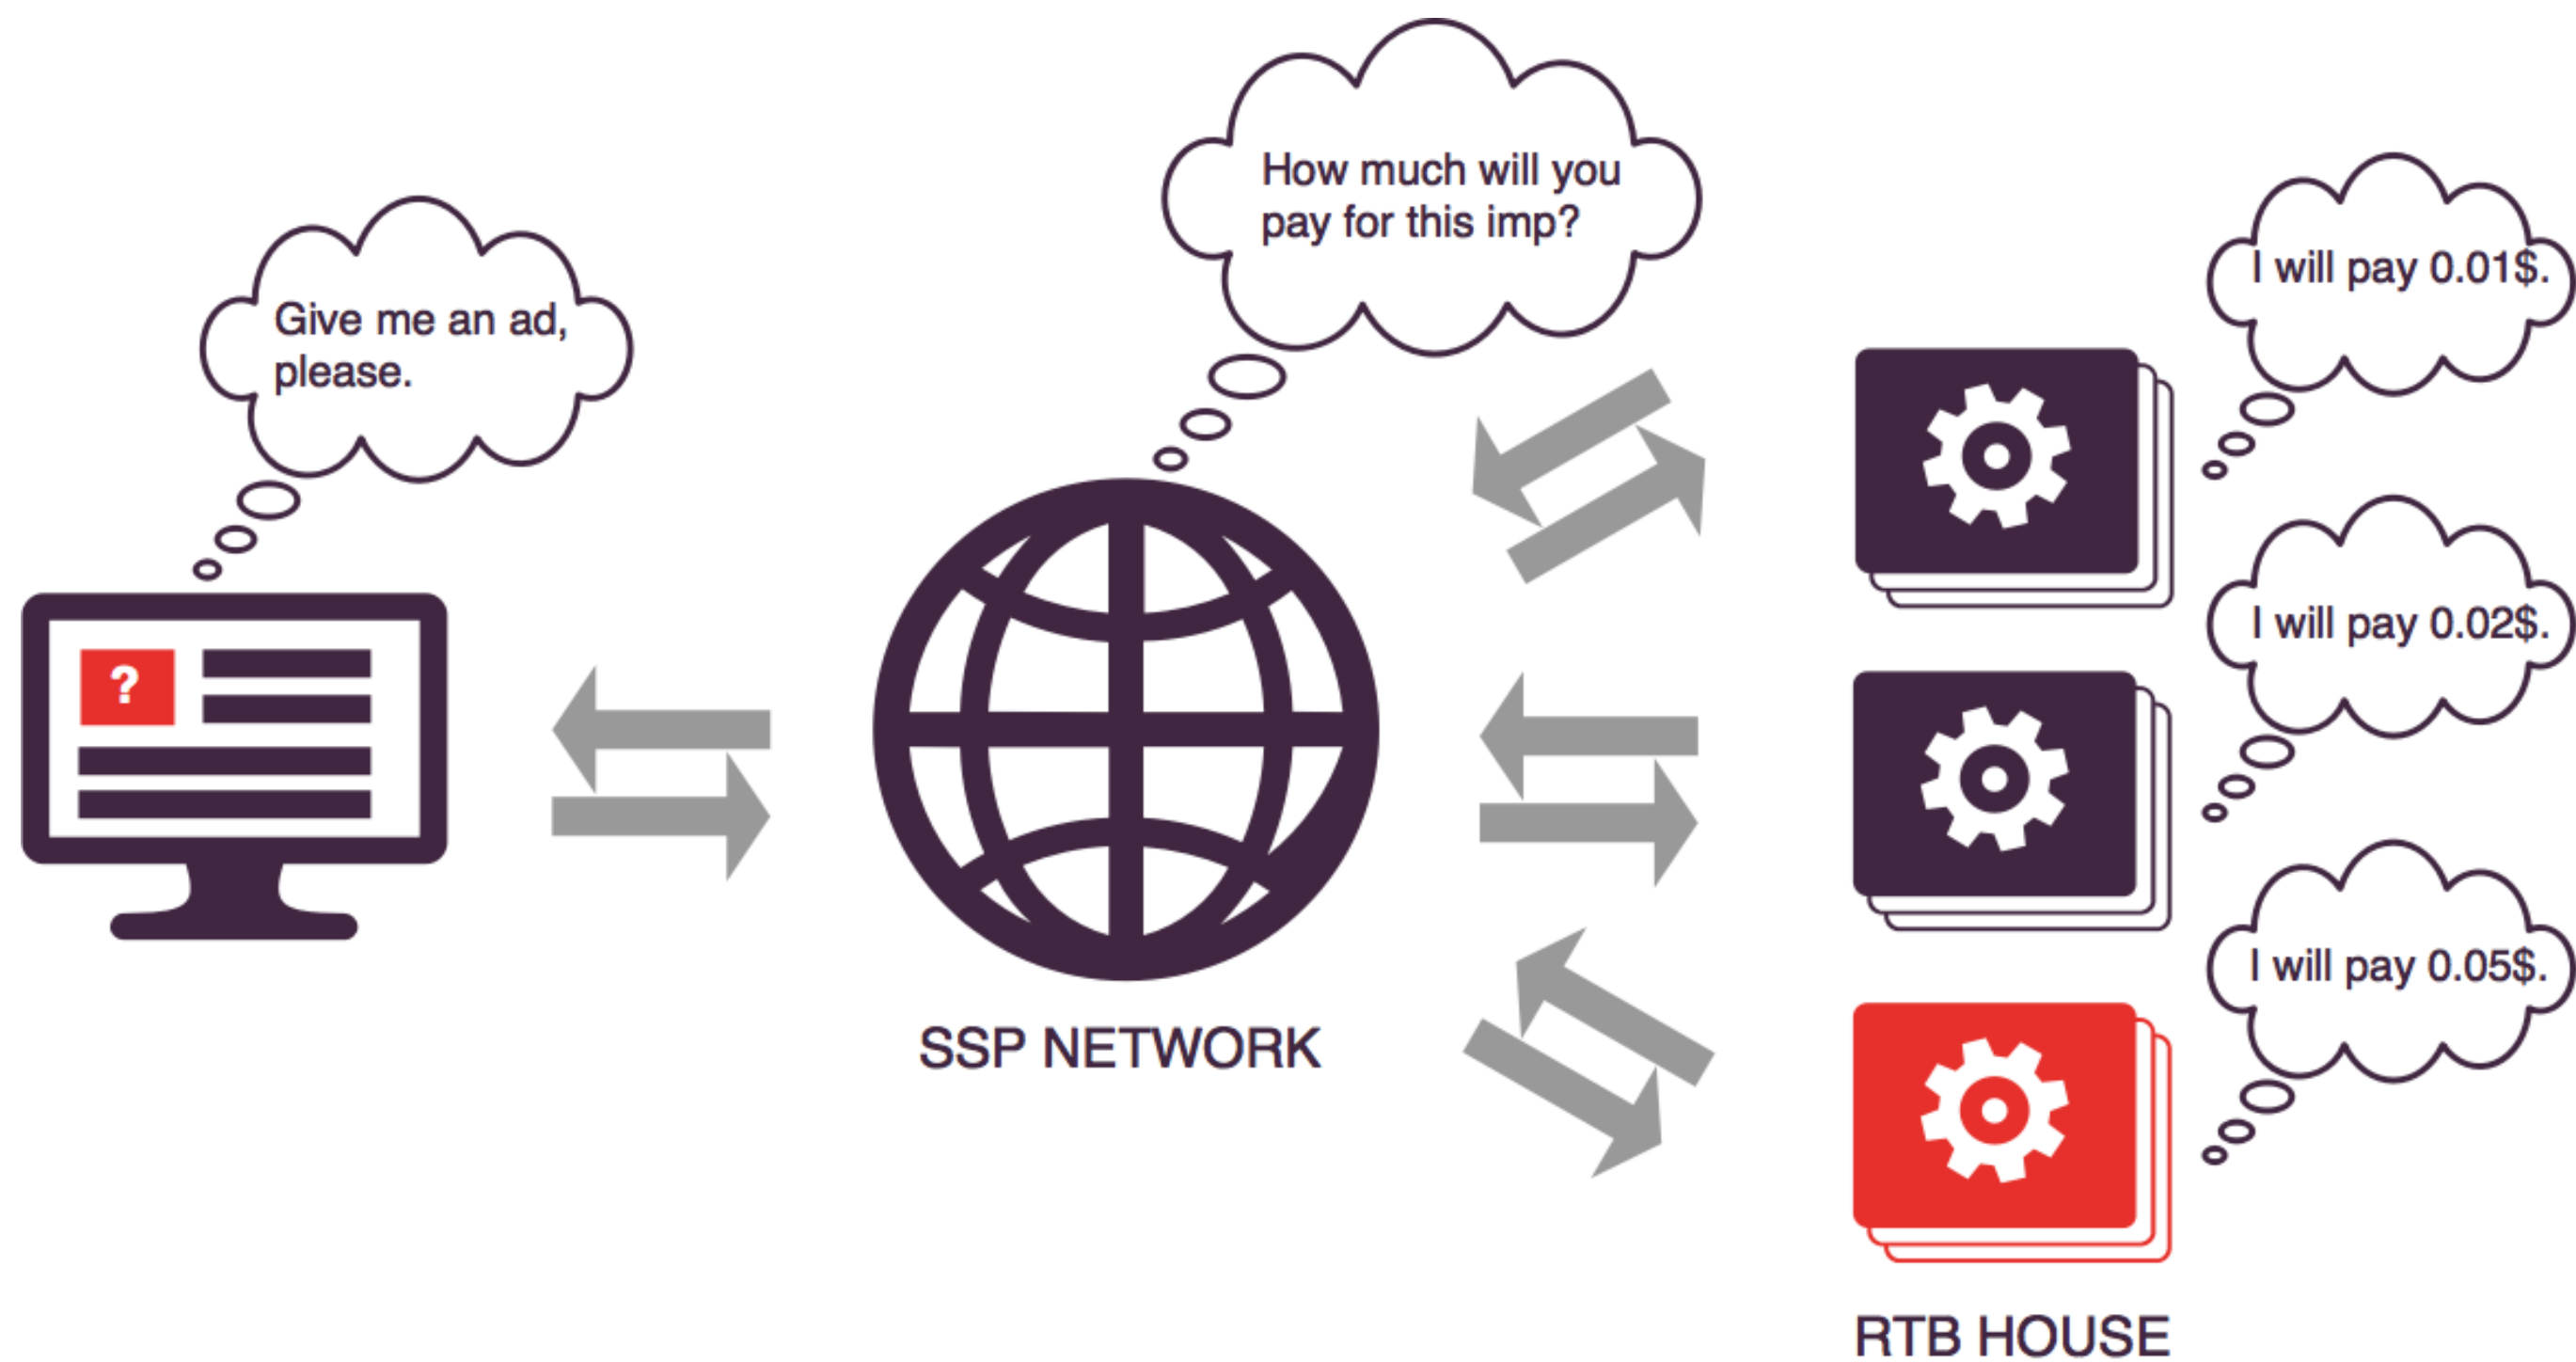 Give me an ad,
please.
?
How much will you
pay for this imp?
SSP NETWORK
I will pay 0.01$.
I will pay 0.02$.
I will pay 0.05$.
RTB HOUSE